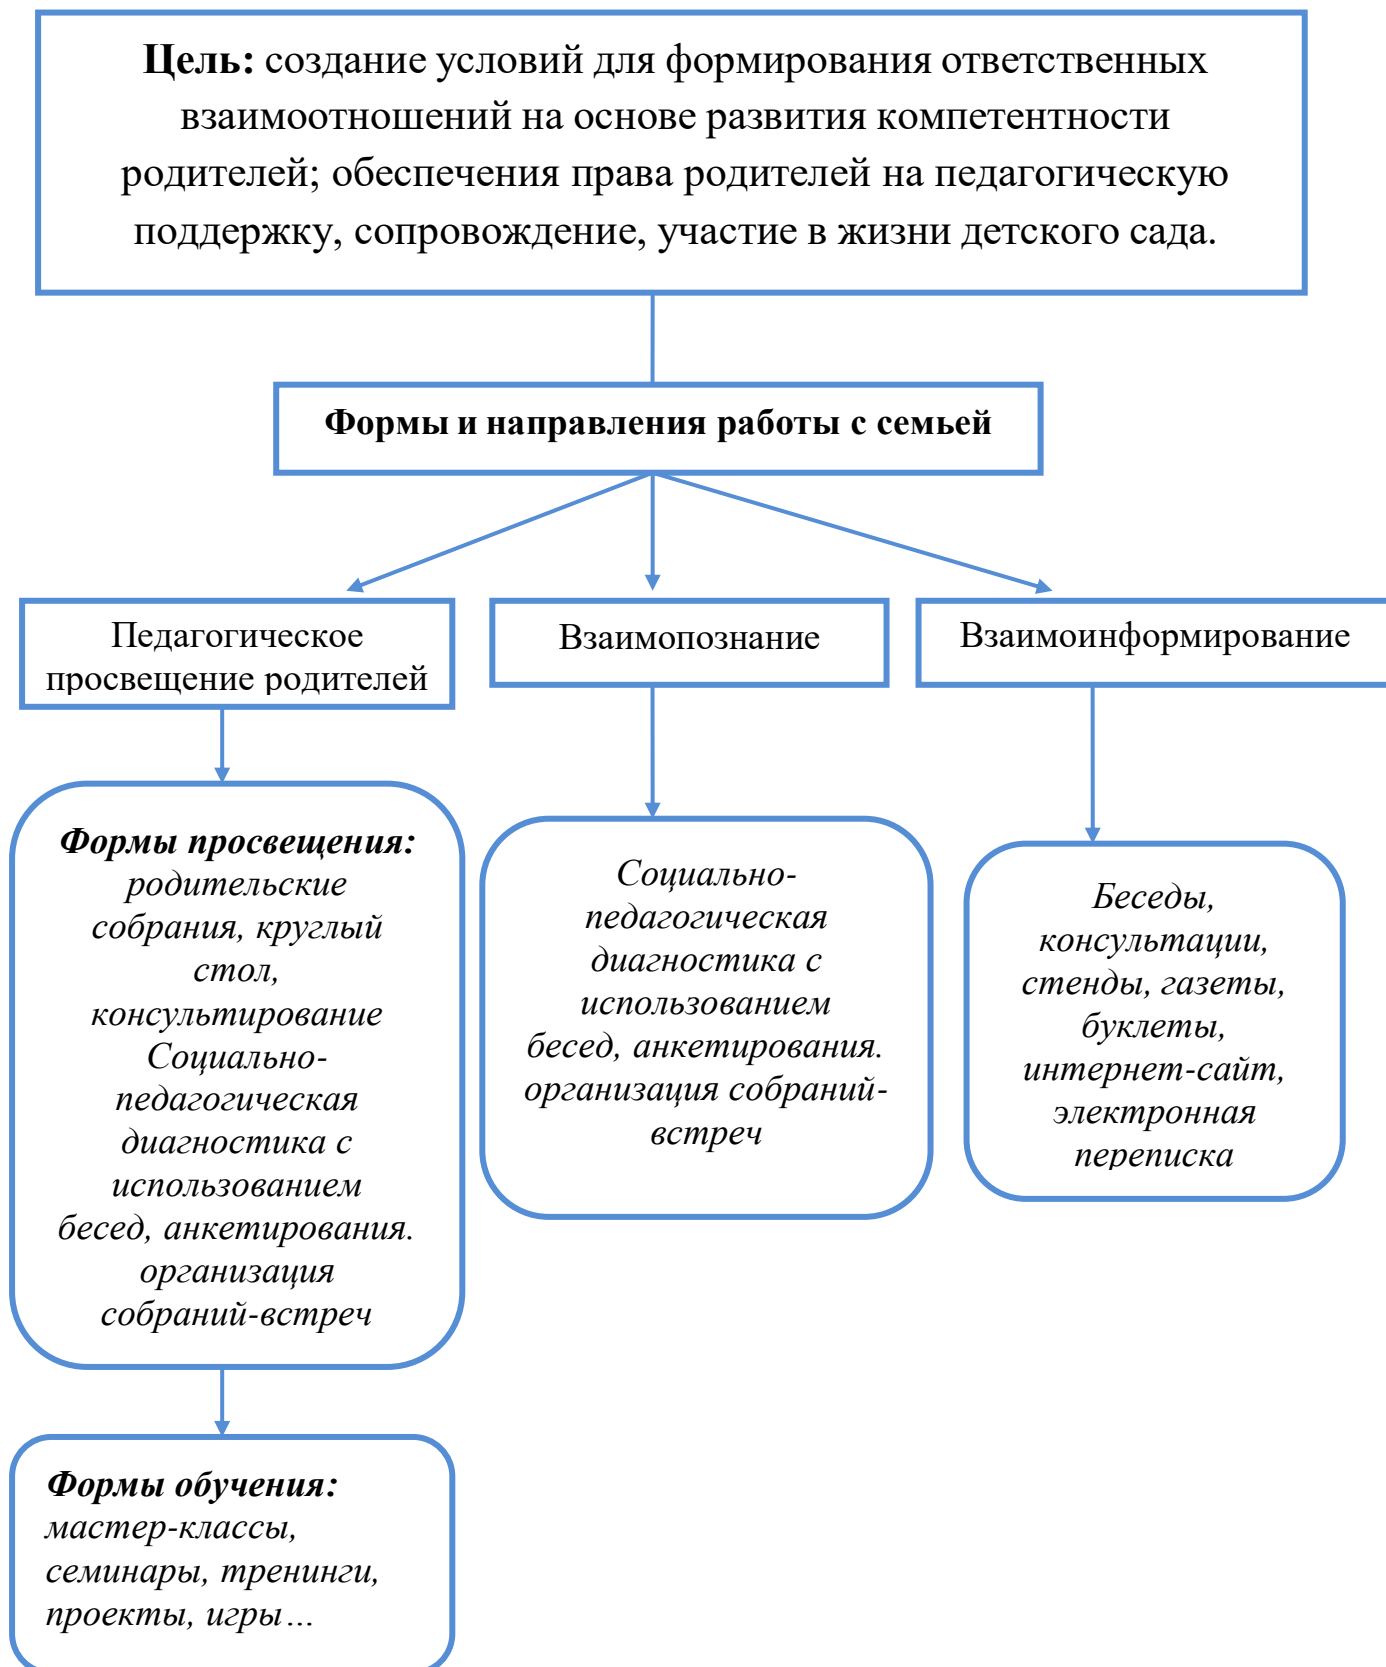 Цель: создание условий для формирования ответственных
взаимоотношений на основе развития компетентности
родителей; обеспечения права родителей на педагогическую
поддержку, сопровождение, участие в жизни детского сада.
Формы и направления работы с семьей
Педагогическое
просвещение родителей
Взаимопознание
Взаимоинформирование
Формы просвещения:
родительские
собрания, круглый
стол,
консультирование
Социально-
педагогическая
диагностика с
использованием
бесед, анкетирования.
организация
собраний-встреч
Социально-
педагогическая
диагностика с
использованием
бесед, анкетирования.
организация собраний-
встреч
Беседы,
консультации,
стенды, газеты,
буклеты,
интернет-сайт,
электронная
переписка
Формы обучения:
мастер-классы,
семинары, тренинги,
проекты, игры…